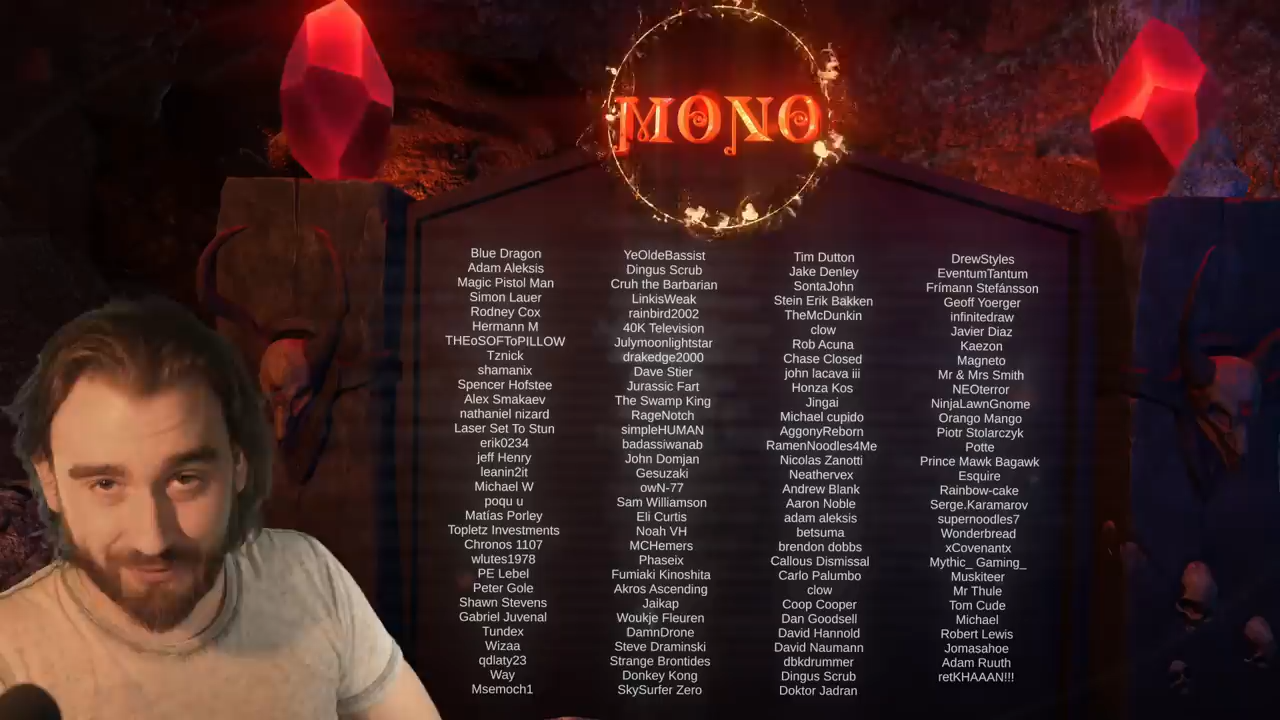 MONO
Blue Dragon
Adam Aleksis
Magic Pistol Man
Simon Lauer
Rodney Cox
Hermann M
THEoSOFToPILLOW
Tznick
shamanix
Spencer Hofstee
Alex Smakaev
nathaniel nizard
Laser Set To Stun
erik0234
jeff Henry
leanin2it
Michael W
poqu u
Matías Porley
Topletz Investments
Chronos 1107
wlutes1978
PE Lebel
Peter Gole
Shawn Stevens
Gabriel Juvenal
Tundex
Wizaa
qdlaty23
Way
Msemoch1
YeOldeBassist
Dingus Scrub
Cruh the Barbarian
LinkisWeak
rainbird2002
40K Television
Julymoonlightstar
drakedge2000
Dave Stier
Jurassic Fart
The Swamp King
RageNotch
simpleHUMAN
badassiwanab
John Domjan
Gesuzaki
owN-77
Sam Williamson
Eli Curtis
Noah VH
MCHemers
Phaseix
Fumiaki Kinoshita
Akros Ascending
Jaikap
Woukje Fleuren
DamnDrone
Steve Draminski
Strange Brontides
Donkey Kong
SkySurfer Zero
Tim Dutton
Jake Denley
SontaJohn
Stein Erik Bakken
TheMcDunkin
clow
Rob Acuna
Chase Closed
john lacava iii
Honza Kos
Jingai
Michael cupido
AggonyReborn
RamenNoodles4Me
Nicolas Zanotti
Neathervex
Andrew Blank
Aaron Noble
adam aleksis
betsuma
brendon dobbs
Callous Dismissal
Carlo Palumbo
clow
Coop Cooper
Dan Goodsell
David Hannold
David Naumann
dbkdrummer
Dingus Scrub
Doktor Jadran
DrewStyles
EventumTantum
Frímann Stefánsson
Geoff Yoerger
infinitedraw
Javier Diaz
Kaezon
Magneto
Mr & Mrs Smith
NEOterror
NinjaLawnGnome
Orango Mango
Piotr Stolarczyk
Potte
Prince Mawk Bagawk
Esquire
Rainbow-cake
Serge.Karamarov
supernoodles7
Wonderbread
xCovenantx
Mythic_ Gaming_
Muskiteer
Mr Thule
Tom Cude
Michael
Robert Lewis
Jomasahoe
Adam Ruuth
retKHAAAN!!!